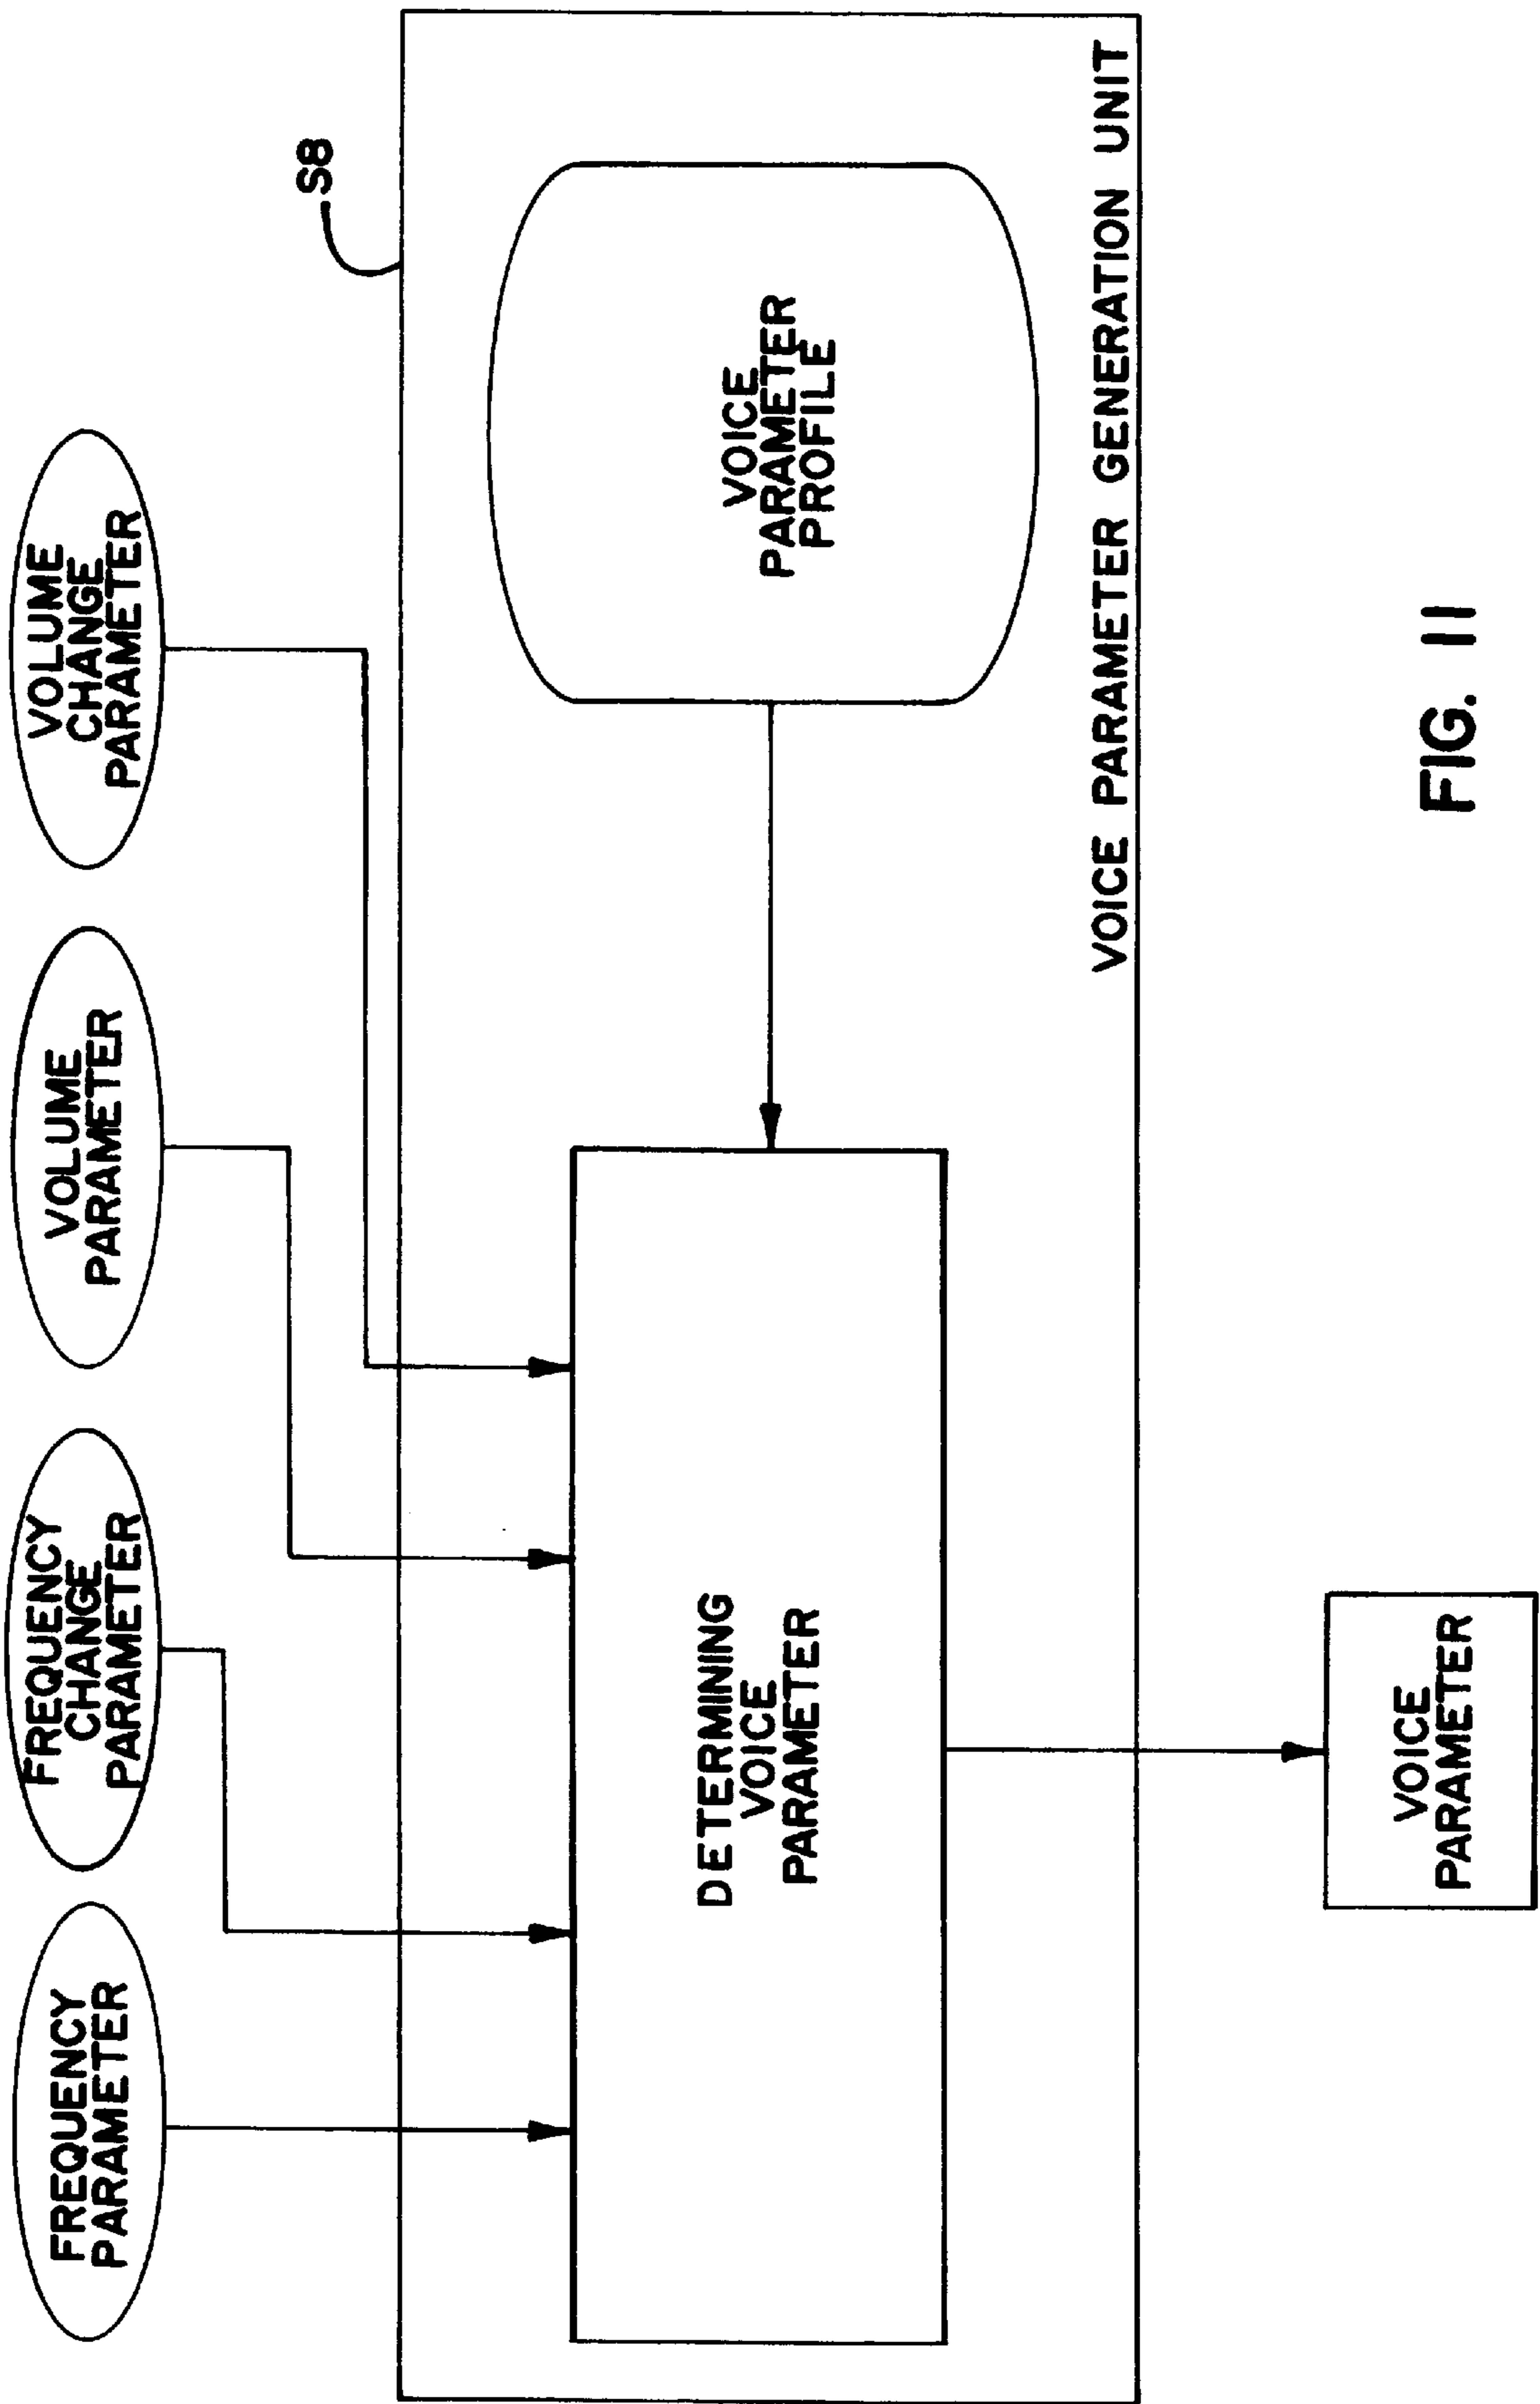 FREQUENCY
PARAMETER
FREQUENCY
CHANGE
PARAMETER
VOLUME
PARAMETER
VOLUME
CHANGE
PARAMETER
S8
DETERMINING
VOICE
PARAMETER
VOICE
PARAMETER
PROFILE
VOICE PARAMETER GENERATION UNIT
VOICE
PARAMETER
FIG. 11